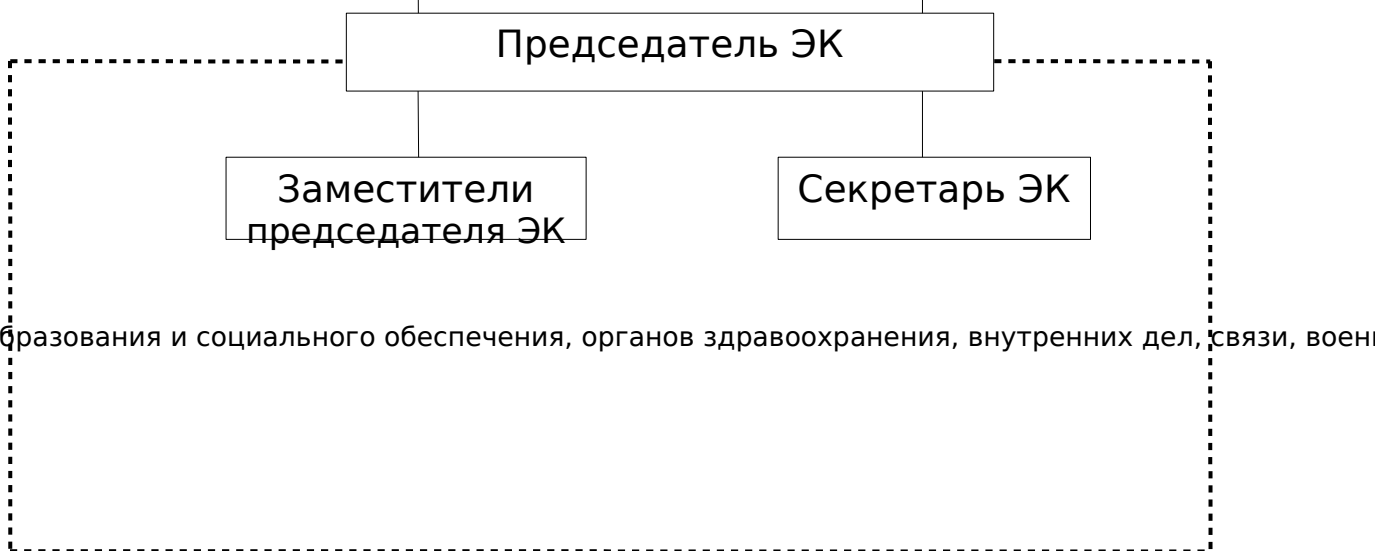 Председатель ЭК
Заместители
председателя ЭК
Секретарь ЭК
бразования и социального обеспечения, органов здравоохранения, внутренних дел, связи, воен